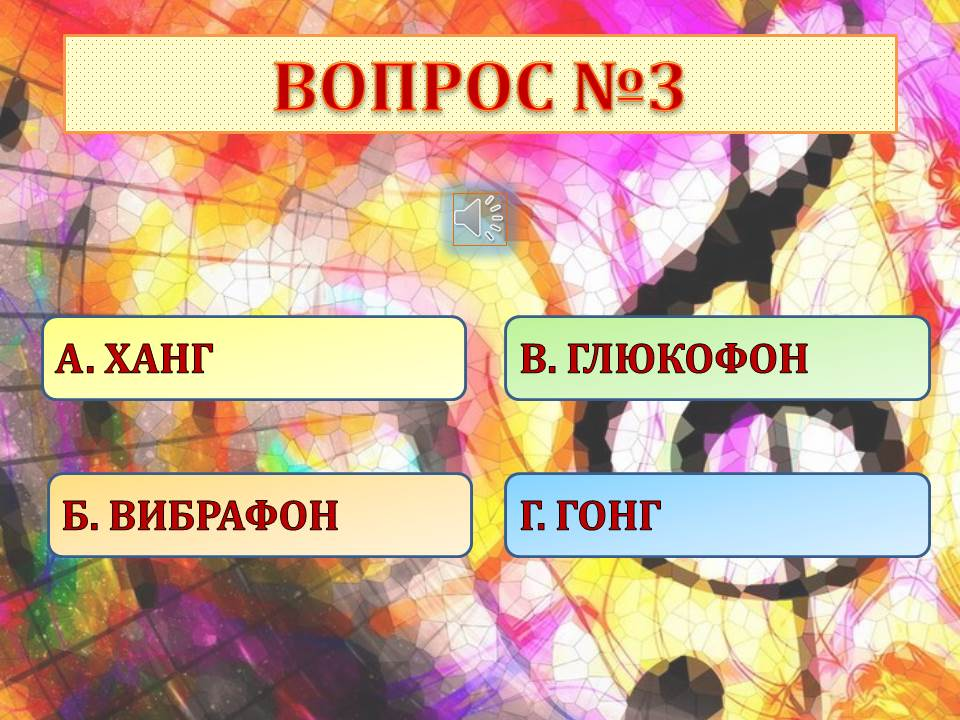 ВОПРОС №3
А. ХАНГ
В. ГЛЮКОФОН
Б. ВИБРАФОН
Г. ГОНГ